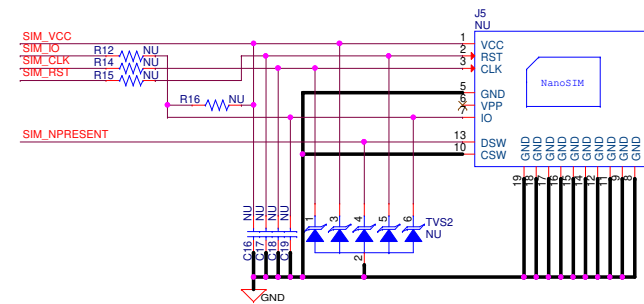 J5
NU
SIM_VCC
SIM_IO
SIM_CLK
SIM_RST
R12 NU
R14 NU
R15 NU
R16 NU
SIM_NPRESENT
1 VCC
2 RST
3 CLK
5 GND
6 VPP
7 IO
13 DSW
10 CSW
NanoSIM
GND GND GND GND GND GND GND GND GND GND
19 18 17 16 15 14 12 11 9 8
NU NU NU NU
C16 C17 C18 C19
1 3 4 5 6
2
TVS2
NU
GND